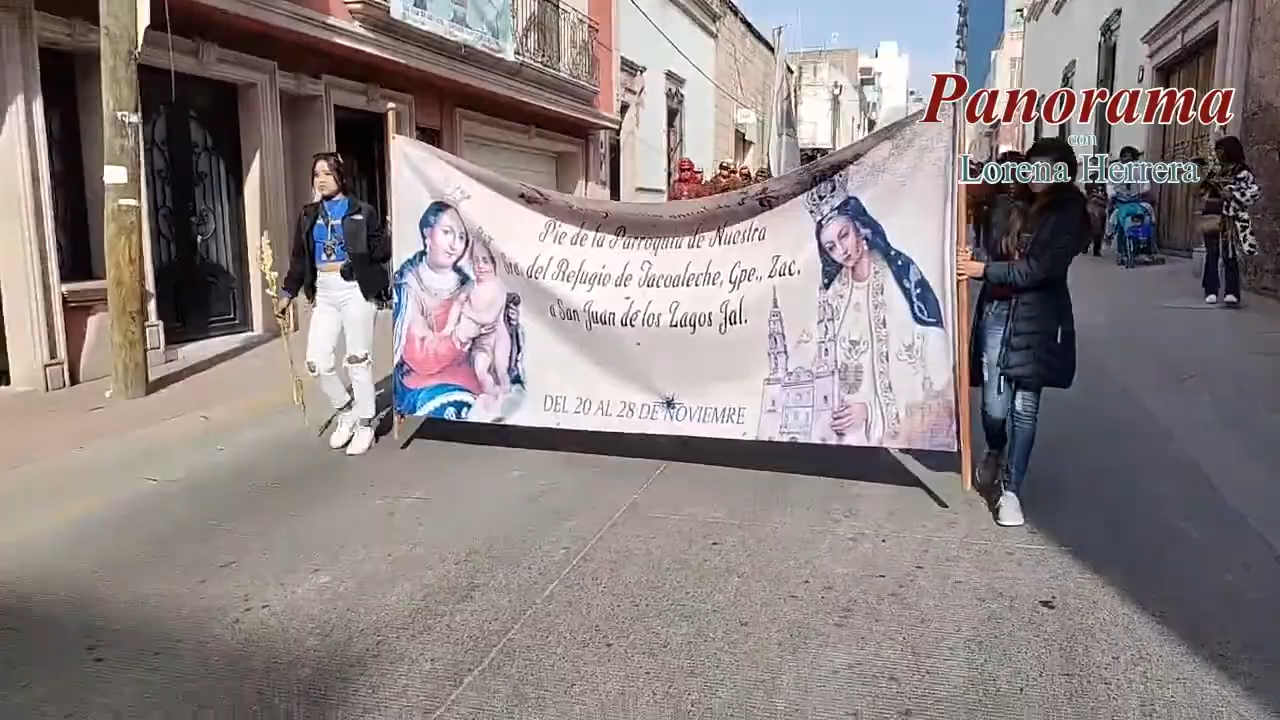 Panorama
con
Lorena Herrera
Pie de la Parroquia de Nuestra
Sra. del Refugio de Tacoaleche, Gpe., Zac.
a San Juan de los Lagos Jal.
DEL 20 AL 28 DE NOVIEMRE